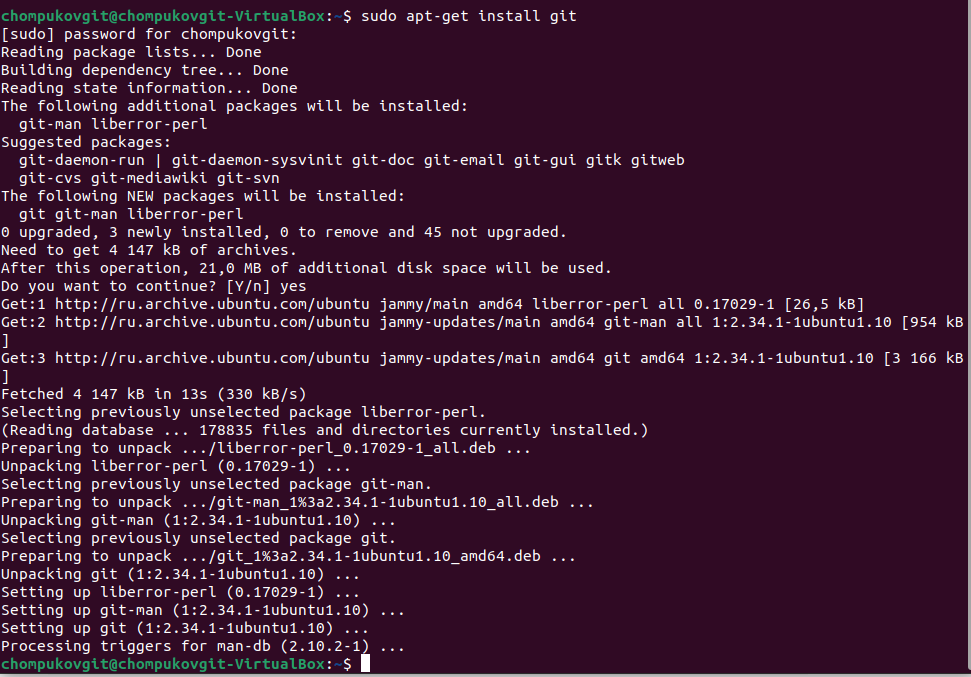 chompukovgit@chompukovgit-VirtualBox:~$ sudo apt-get install git
[sudo] password for chompukovgit:
Reading package lists... Done
Building dependency tree... Done
Reading state information... Done
The following additional packages will be installed:
  git-man liberror-perl
Suggested packages:
  git-daemon-run | git-daemon-sysvinit git-doc git-email git-gui gitk gitweb
  git-cvs git-mediawiki git-svn
The following NEW packages will be installed:
  git git-man liberror-perl
0 upgraded, 3 newly installed, 0 to remove and 45 not upgraded.
Need to get 4 147 kB of archives.
After this operation, 21,0 MB of additional disk space will be used.
Do you want to continue? [Y/n] yes
Get:1 http://ru.archive.ubuntu.com/ubuntu jammy/main amd64 liberror-perl all 0.17029-1 [26,5 kB]
Get:2 http://ru.archive.ubuntu.com/ubuntu jammy-updates/main amd64 git-man all 1:2.34.1-1ubuntu1.10 [954 kB
]
Get:3 http://ru.archive.ubuntu.com/ubuntu jammy-updates/main amd64 git amd64 1:2.34.1-1ubuntu1.10 [3 166 kB
]
Fetched 4 147 kB in 13s (330 kB/s)
Selecting previously unselected package liberror-perl.
(Reading database ... 178835 files and directories currently installed.)
Preparing to unpack .../liberror-perl_0.17029-1_all.deb ...
Unpacking liberror-perl (0.17029-1) ...
Selecting previously unselected package git-man.
Preparing to unpack .../git-man_1%3a2.34.1-1ubuntu1.10_all.deb ...
Unpacking git-man (1:2.34.1-1ubuntu1.10) ...
Selecting previously unselected package git.
Preparing to unpack .../git_1%3a2.34.1-1ubuntu1.10_amd64.deb ...
Unpacking git (1:2.34.1-1ubuntu1.10) ...
Setting up liberror-perl (0.17029-1) ...
Setting up git-man (1:2.34.1-1ubuntu1.10) ...
Setting up git (1:2.34.1-1ubuntu1.10) ...
Processing triggers for man-db (2.10.2-1) ...
chompukovgit@chompukovgit-VirtualBox:~$